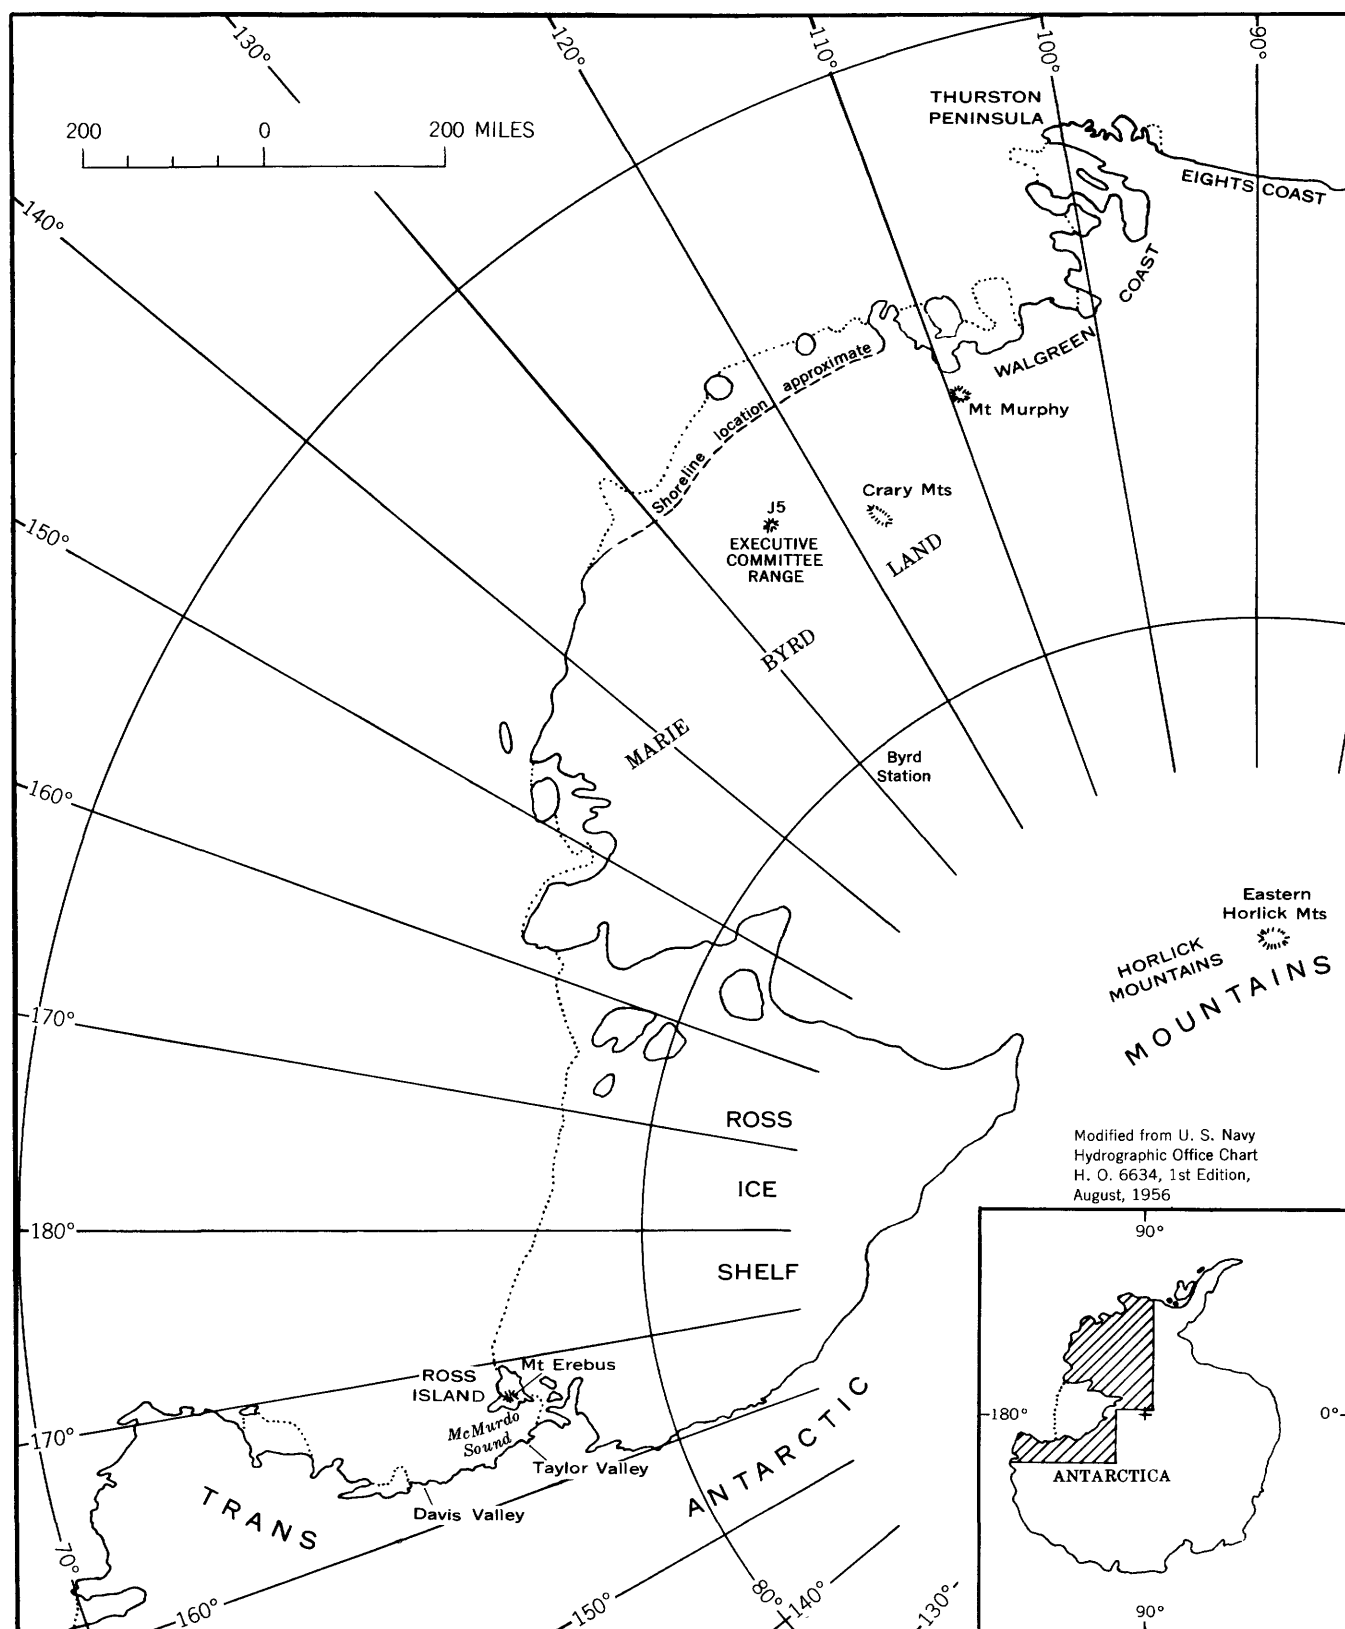 130°
120°
110°
100°
90°
THURSTON
PENINSULA
200 0 200 MILES
EIGHTS COAST
140°
COAST
WALGREEN
approximate
location
Shoreline
Mt Murphy
Crary Mts
J5
EXECUTIVE
COMMITTEE
RANGE
LAND
150°
BYRD
MARIE
Byrd
Station
160°
Eastern
Horlick Mts
HORLICK
MOUNTAINS
MOUNTAINS
170°
ROSS
ICE
SHELF
Modified from U. S. Navy
Hydrographic Office Chart
H. O. 6634, 1st Edition,
August, 1956
180°
90°
180°
0°
ANTARCTICA
90°
Mt Erebus
ROSS
ISLAND
McMurdo
Sound
170°
Taylor Valley
Davis Valley
TRANS
ANTARCTIC
70°
160°
150°
80°
140°
130°